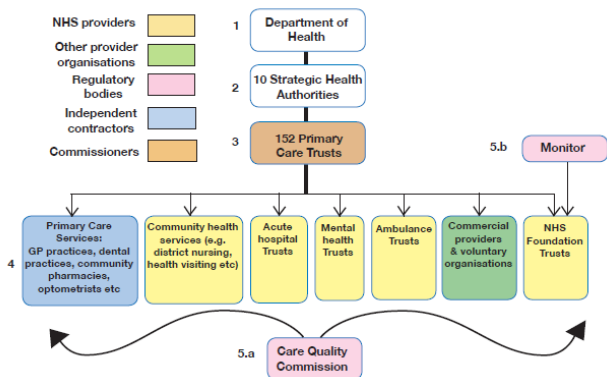 NHS providers
Other provider
organisations
Regulatory
bodies
Independent
contractors
Commissioners
1
Department of
Health
2
10 Strategic Health
Authorities
3
152 Primary
Care Trusts
5.b
Monitor
4
Primary Care
Services:
GP practices, dental
practices, community
pharmacies,
optometrists etc
Community health
services (e.g.
district nursing,
health visiting etc)
Acute
hospital
Trusts
Mental
health
Trusts
Ambulance
Trusts
Commercial
providers
& voluntary
organisations
NHS
Foundation
Trusts
5.a
Care Quality
Commission